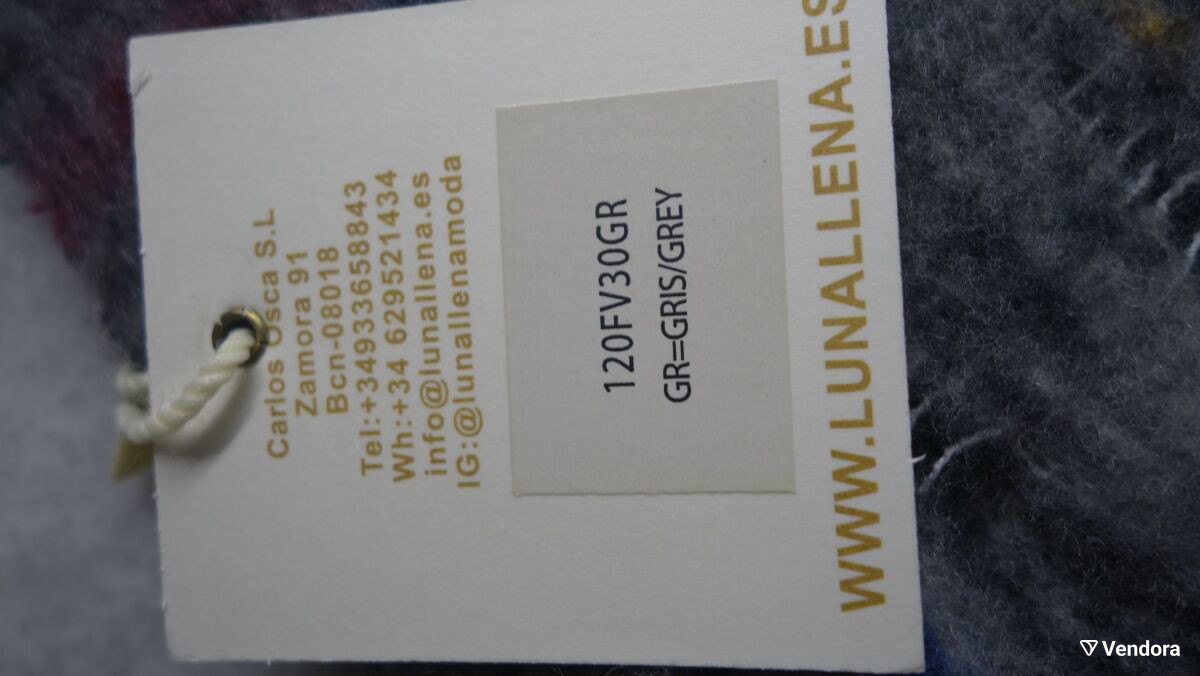 Carlos Osca S.L
Zamora 91
Bcn-08018
Tel:+34933658843
Wh:+34 629521434
info@lunallena.es
IG:@lunallenamoda
120FV30GR
GR=GRIS/GREY
WWW.LUNALLENA.ES
Vendora